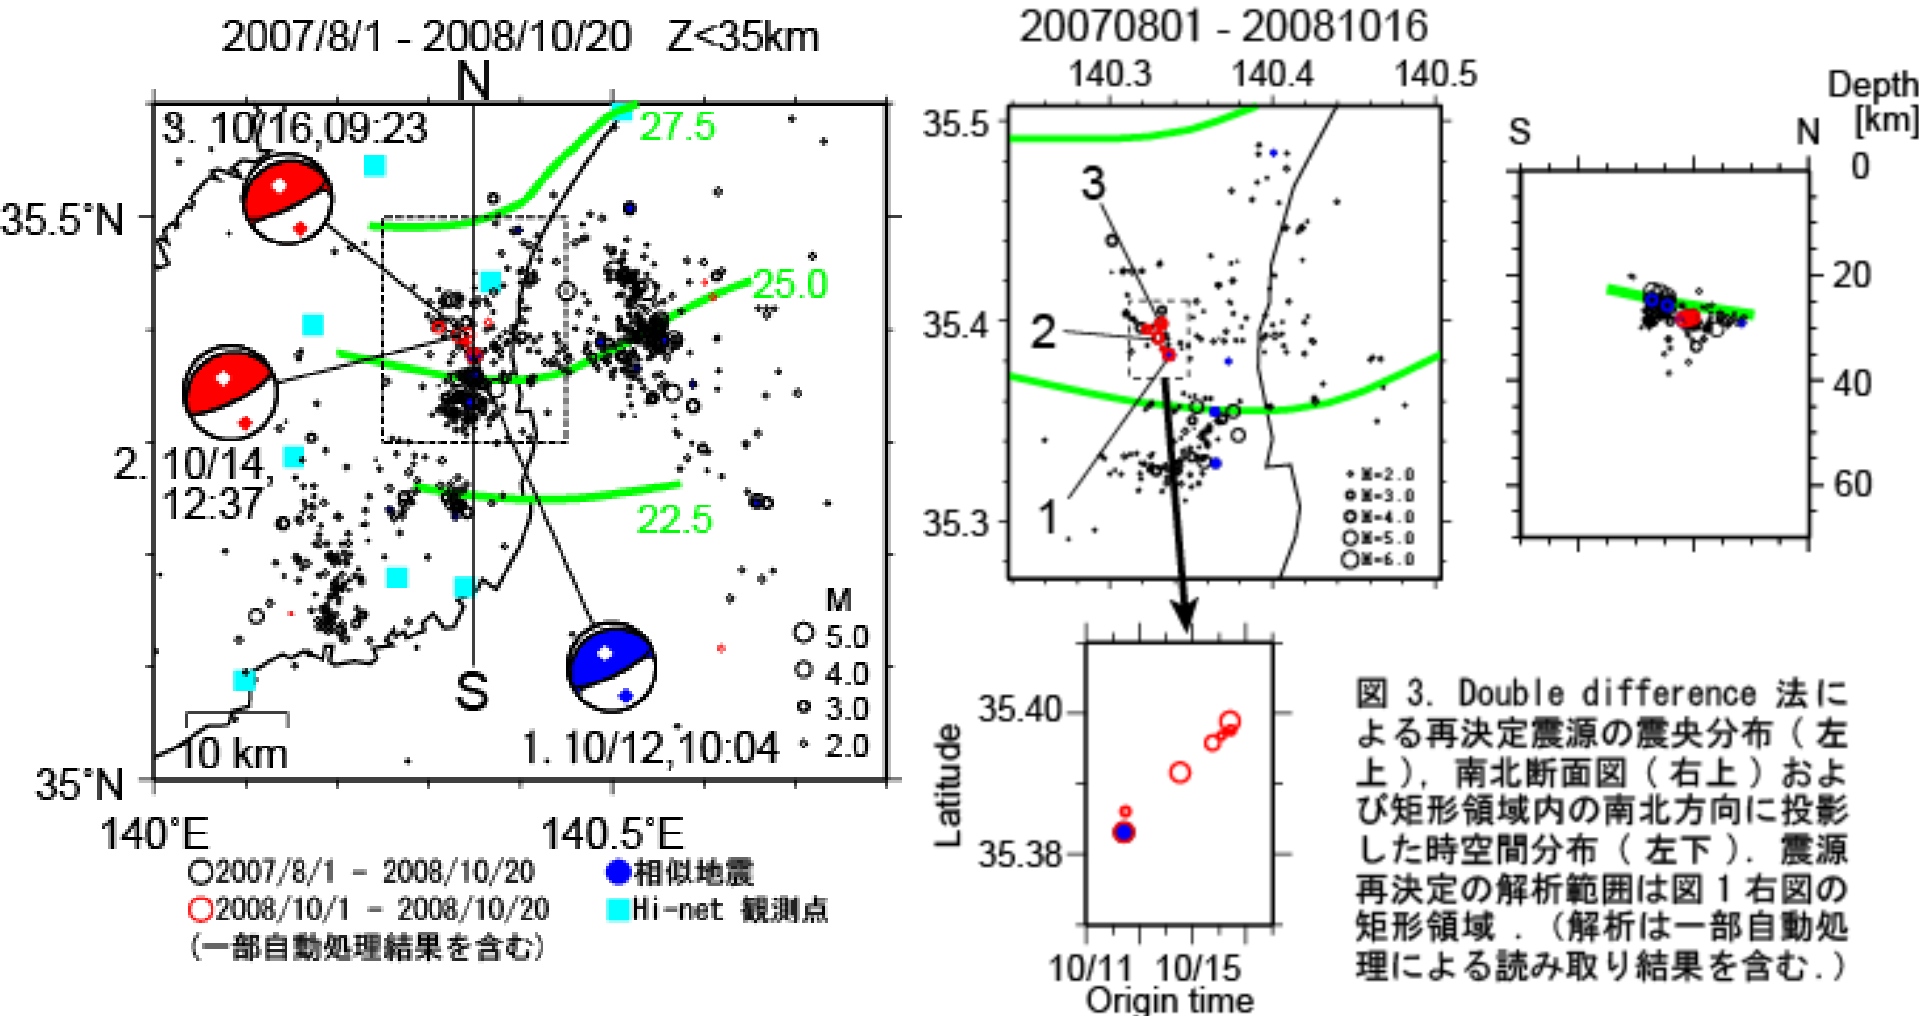 2007/8/1 - 2008/10/20 Z<35km
N
3. 10/16,09:23
27.5
35.5°N
25.0
2. 10/14,
12:37
22.5
M
5.0
4.0
3.0
2.0
S
10 km
1. 10/12,10:04
35°N
140°E
140.5°E
○2007/8/1 - 2008/10/20
●相似地震
○2008/10/1 - 2008/10/20
■Hi-net 観測点
(一部自動処理結果を含む)
20070801 - 20081016
140.3
140.4
140.5
35.5
35.4
35.3
3
2
1
M=2.0
M=3.0
M=4.0
M=5.0
M=6.0
Depth
[km]
S
N
0
20
40
60
35.40
35.38
Latitude
10/11
10/15
Origin time
図 3. Double difference 法に
よる再決定震源の震央分布(左
上), 南北断面図(右上)およ
び矩形領域内の南北方向に投影
した時空間分布(左下). 震源
再決定の解析範囲は図1右図の
矩形領域.(解析は一部自動処
理による読み取り結果を含む.)